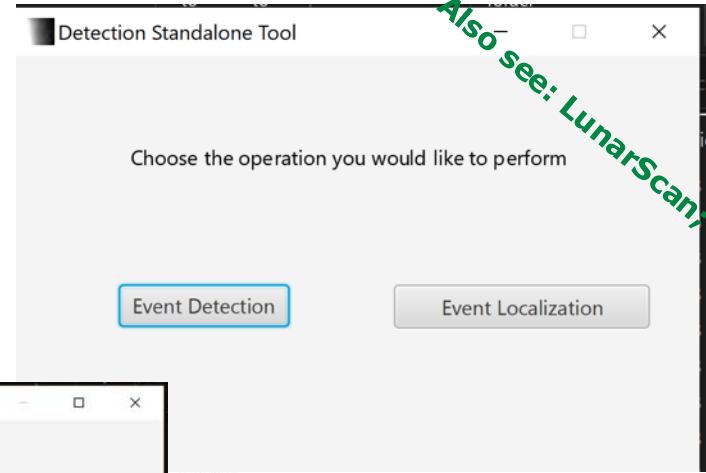 Detection Standalone Tool
Also see: LunarScan,
Choose the operation you would like to perform
Event Detection
Event Localization